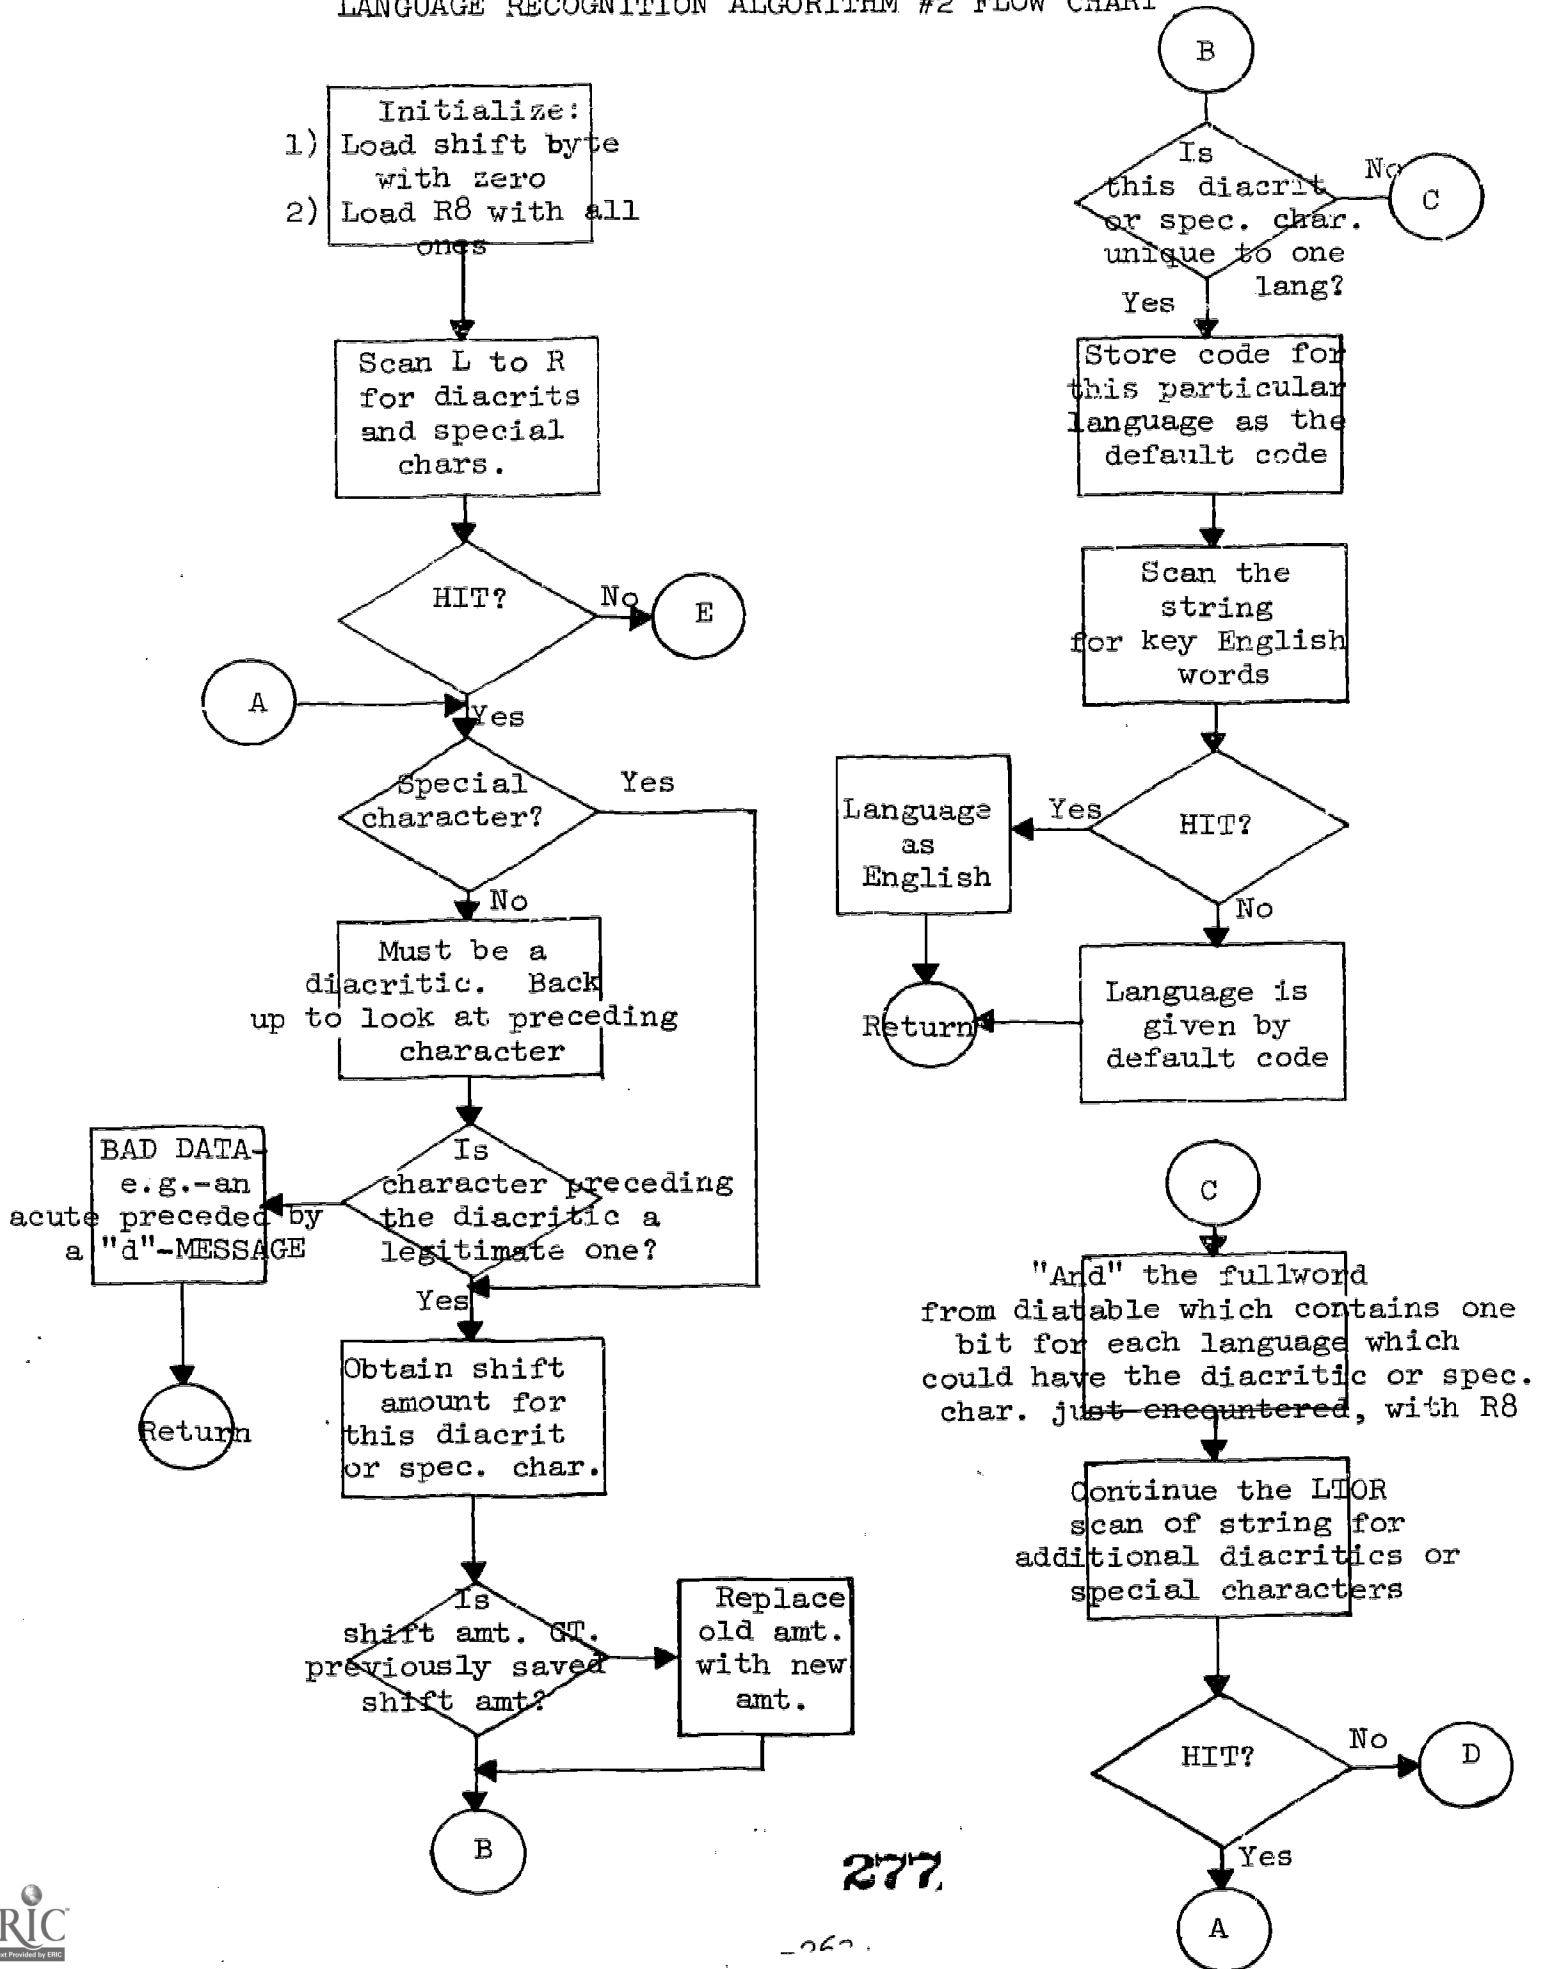 LANGUAGE RECOGNITION ALGORITHM #2 FLOW CHART
Initialize:
1) Load shift byte
with zero
2) Load R8 with all
ones
Scan L to R
for diacrits
and special
chars.
HIT?
No
E
A
Yes
Special
character?
Yes
No
Must be a
diacritic. Back
up to look at preceding
character
Is
character preceding
the diacritic a
legitimate one?
BAD DATA-
e.g.-an
acute preceded by
a "d"-MESSAGE
Return
Yes
Obtain shift
amount for
this diacrit
or spec. char.
Is
shift amt. GT.
previously saved
shift amt?
Replace
old amt.
with new
amt.
B
B
Is
this diacrit
or spec. char.
unique to one
lang?
No
C
Yes
Store code for
this particular
language as the
default code
Scan the
string
for key English
words
HIT?
Yes
Language
as
English
No
Return
Language is
given by
default code
C
"And" the fullword
from diatable which contains one
bit for each language which
could have the diacritic or spec.
char. just encountered, with R8
Continue the LTOR
scan of string for
additional diacritics or
special characters
HIT?
No
D
Yes
A
277
RIC
Text Provided by ERIC